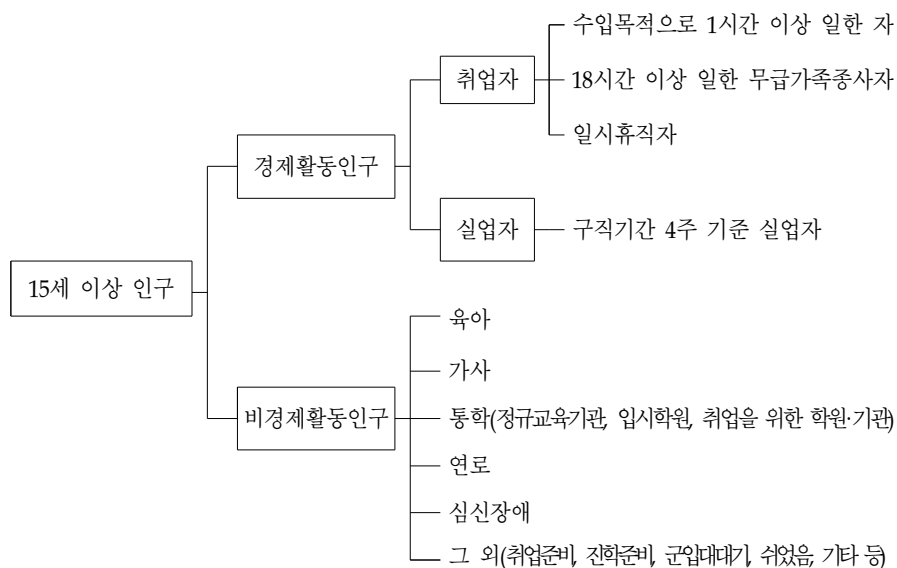 수입목적으로 1시간 이상 일한 자
취업자
18시간 이상 일한 무급가족종사자
일시휴직자
경제활동인구
실업자
구직기간 4주 기준 실업자
15세 이상 인구
육아
가사
비경제활동인구
통학(정규교육기관, 입시학원, 취업을 위한 학원·기관)
연로
심신장애
그 외(취업준비, 진학준비, 군입대대기, 쉬었음, 기타 등)